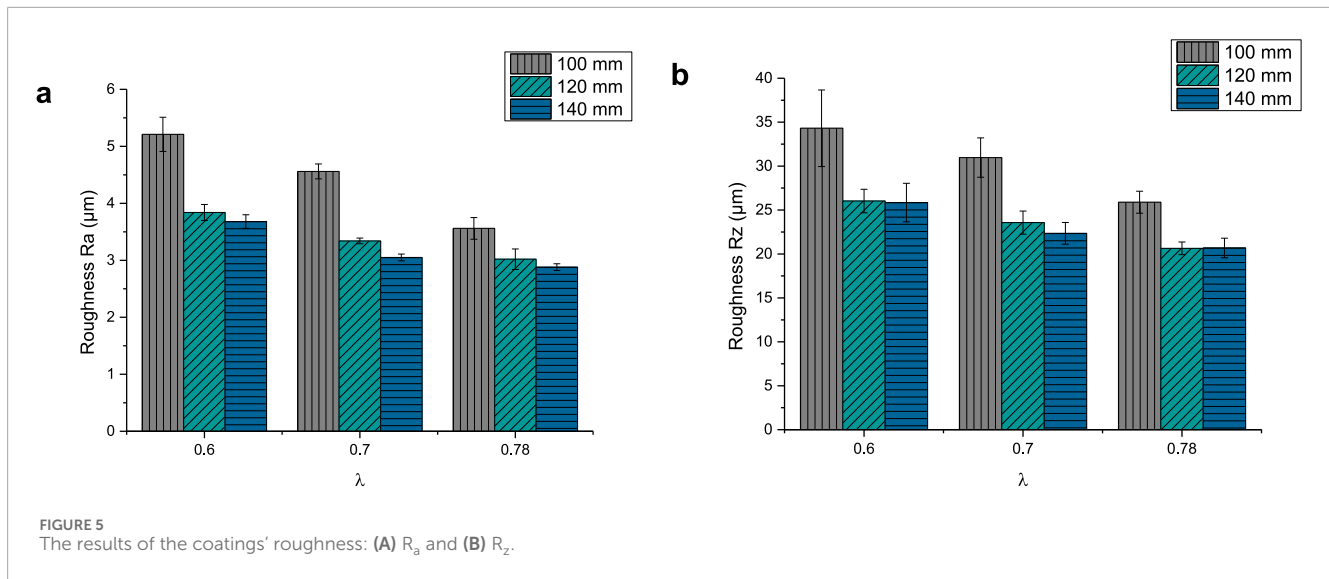 a
100 mm
120 mm
140 mm
Roughness Ra (μm)
6
5
4
3
2
1
0
0.6
0.7
0.78
λ
b
100 mm
120 mm
140 mm
Roughness Rz (μm)
40
35
30
25
20
15
10
5
0
0.6
0.7
0.78
λ
FIGURE 5
The results of the coatings’ roughness: (A) Ra and (B) Rz.